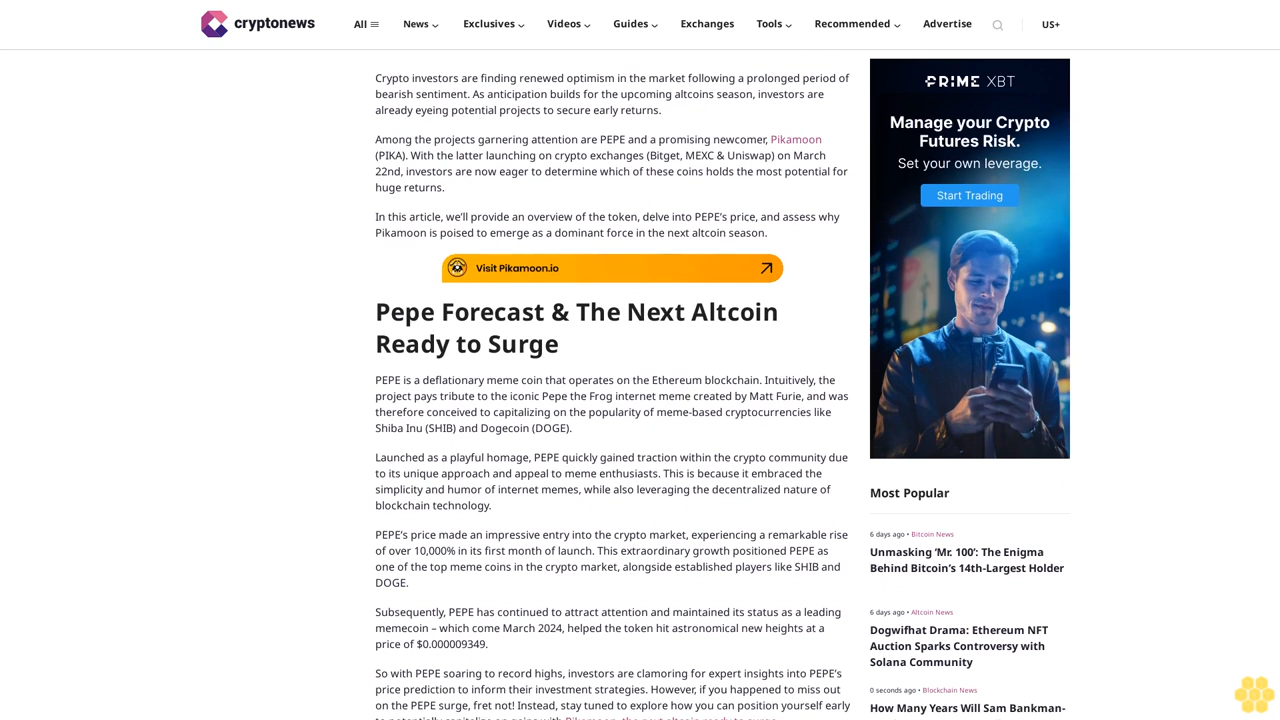 cryptonews
All
News
Exclusives
Videos
Guides
Exchanges
Tools
Recommended
Advertise
US+
Crypto investors are finding renewed optimism in the market following a prolonged period of
bearish sentiment. As anticipation builds for the upcoming altcoins season, investors are
already eyeing potential projects to secure early returns.
Among the projects garnering attention are PEPE and a promising newcomer, Pikamoon
(PIKA). With the latter launching on crypto exchanges (Bitget, MEXC & Uniswap) on March
22nd, investors are now eager to determine which of these coins holds the most potential for
huge returns.
In this article, we'll provide an overview of the token, delve into PEPE's price, and assess why
Pikamoon is poised to emerge as a dominant force in the next altcoin season.
Visit Pikamoon.io
Pepe Forecast & The Next Altcoin
Ready to Surge
PEPE is a deflationary meme coin that operates on the Ethereum blockchain. Intuitively, the
project pays tribute to the iconic Pepe the Frog internet meme created by Matt Furie, and was
therefore conceived to capitalizing on the popularity of meme-based cryptocurrencies like
Shiba Inu (SHIB) and Dogecoin (DOGE).
Launched as a playful homage, PEPE quickly gained traction within the crypto community due
to its unique approach and appeal to meme enthusiasts. This is because it embraced the
simplicity and humor of internet memes, while also leveraging the decentralized nature of
blockchain technology.
PEPE's price made an impressive entry into the crypto market, experiencing a remarkable rise
of over 10,000% in its first month of launch. This extraordinary growth positioned PEPE as
one of the top meme coins in the crypto market, alongside established players like SHIB and
DOGE.
Subsequently, PEPE has continued to attract attention and maintained its status as a leading
memecoin – which come March 2024, helped the token hit astronomical new heights at a
price of $0.000009349.
So with PEPE soaring to record highs, investors are clamoring for expert insights into PEPE's
price prediction to inform their investment strategies. However, if you happened to miss out
on the PEPE surge, fret not! Instead, stay tuned to explore how you can position yourself early
to potentially capitalize on gains with Pikamoon, the next altcoin ready to surge.
PRIME XBT
Manage your Crypto
Futures Risk.
Set your own leverage.
Start Trading
Most Popular
6 days ago • Bitcoin News
Unmasking ‘Mr. 100’: The Enigma
Behind Bitcoin’s 14th-Largest Holder
6 days ago • Altcoin News
Dogwifhat Drama: Ethereum NFT
Auction Sparks Controversy with
Solana Community
0 seconds ago • Blockchain News
How Many Years Will Sam Bankman-